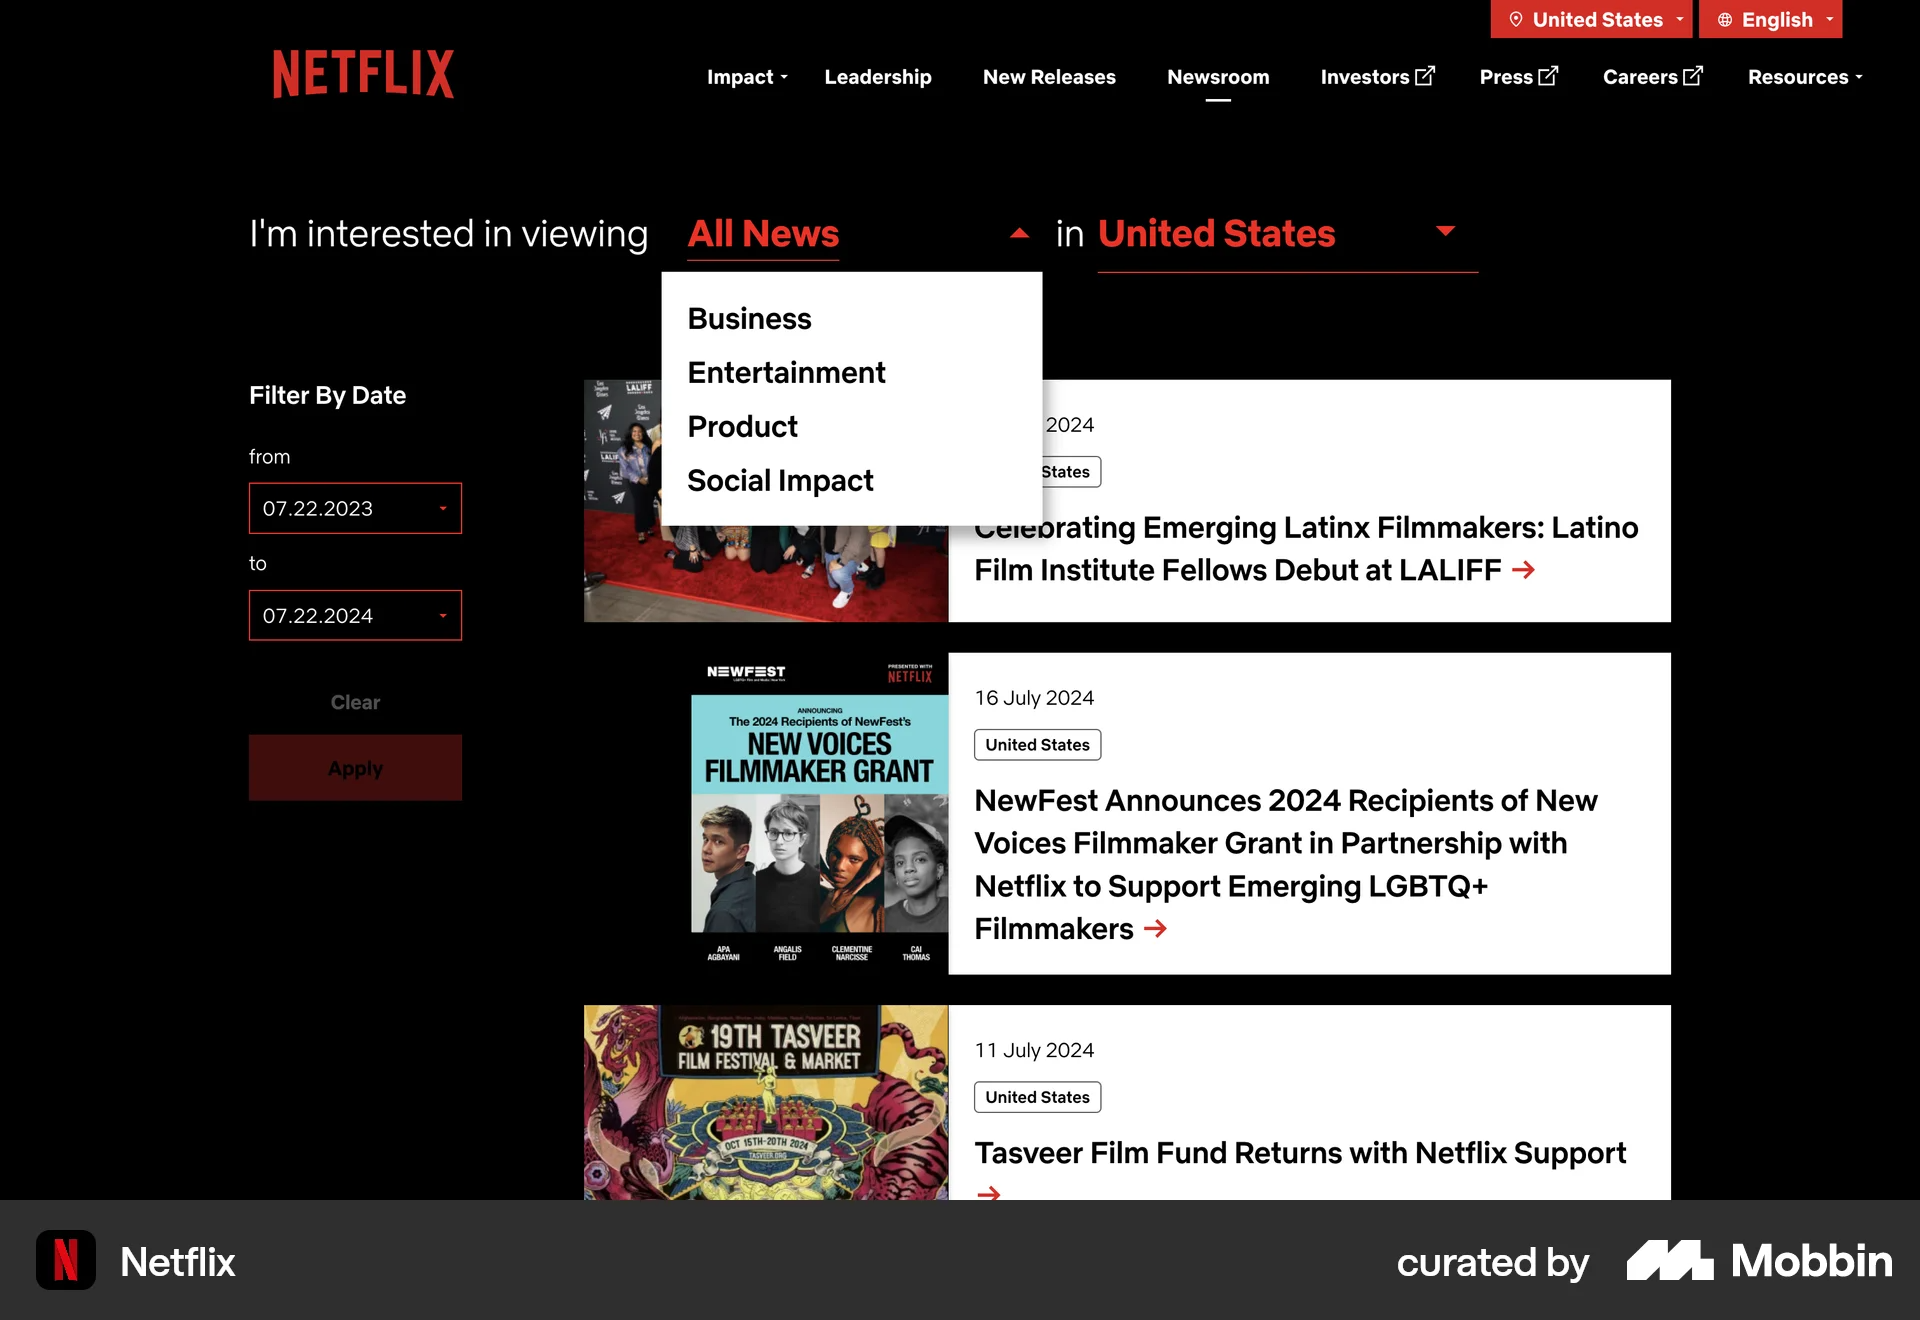 United States
English
NETFLIX
Impact
Leadership
New Releases
Newsroom
Investors
Press
Careers
Resources
I'm interested in viewing All News in United States
Business
Entertainment
Product
Social Impact
Filter By Date
from
07.22.2023
to
07.22.2024
Clear
Apply
LALIFF
2024
States
Celebrating Emerging Latinx Filmmakers: Latino
Film Institute Fellows Debut at LALIFF
NEWFEST
PRESENTED WITH
NETFLIX
ANNOUNCING
The 2024 Recipients of NewFest's
NEW VOICES
FILMMAKER GRANT
APA
AGBAYANI
ANGALIS
FIELD
CLEMENTINE
NARCISSE
CAI
THOMAS
16 July 2024
United States
NewFest Announces 2024 Recipients of New
Voices Filmmaker Grant in Partnership with
Netflix to Support Emerging LGBTQ+
Filmmakers
19TH TASVEER
FILM FESTIVAL & MARKET
OCT 15TH-20TH 2024
TASVEER.ORG
11 July 2024
United States
Tasveer Film Fund Returns with Netflix Support
Netflix
curated by Mobbin